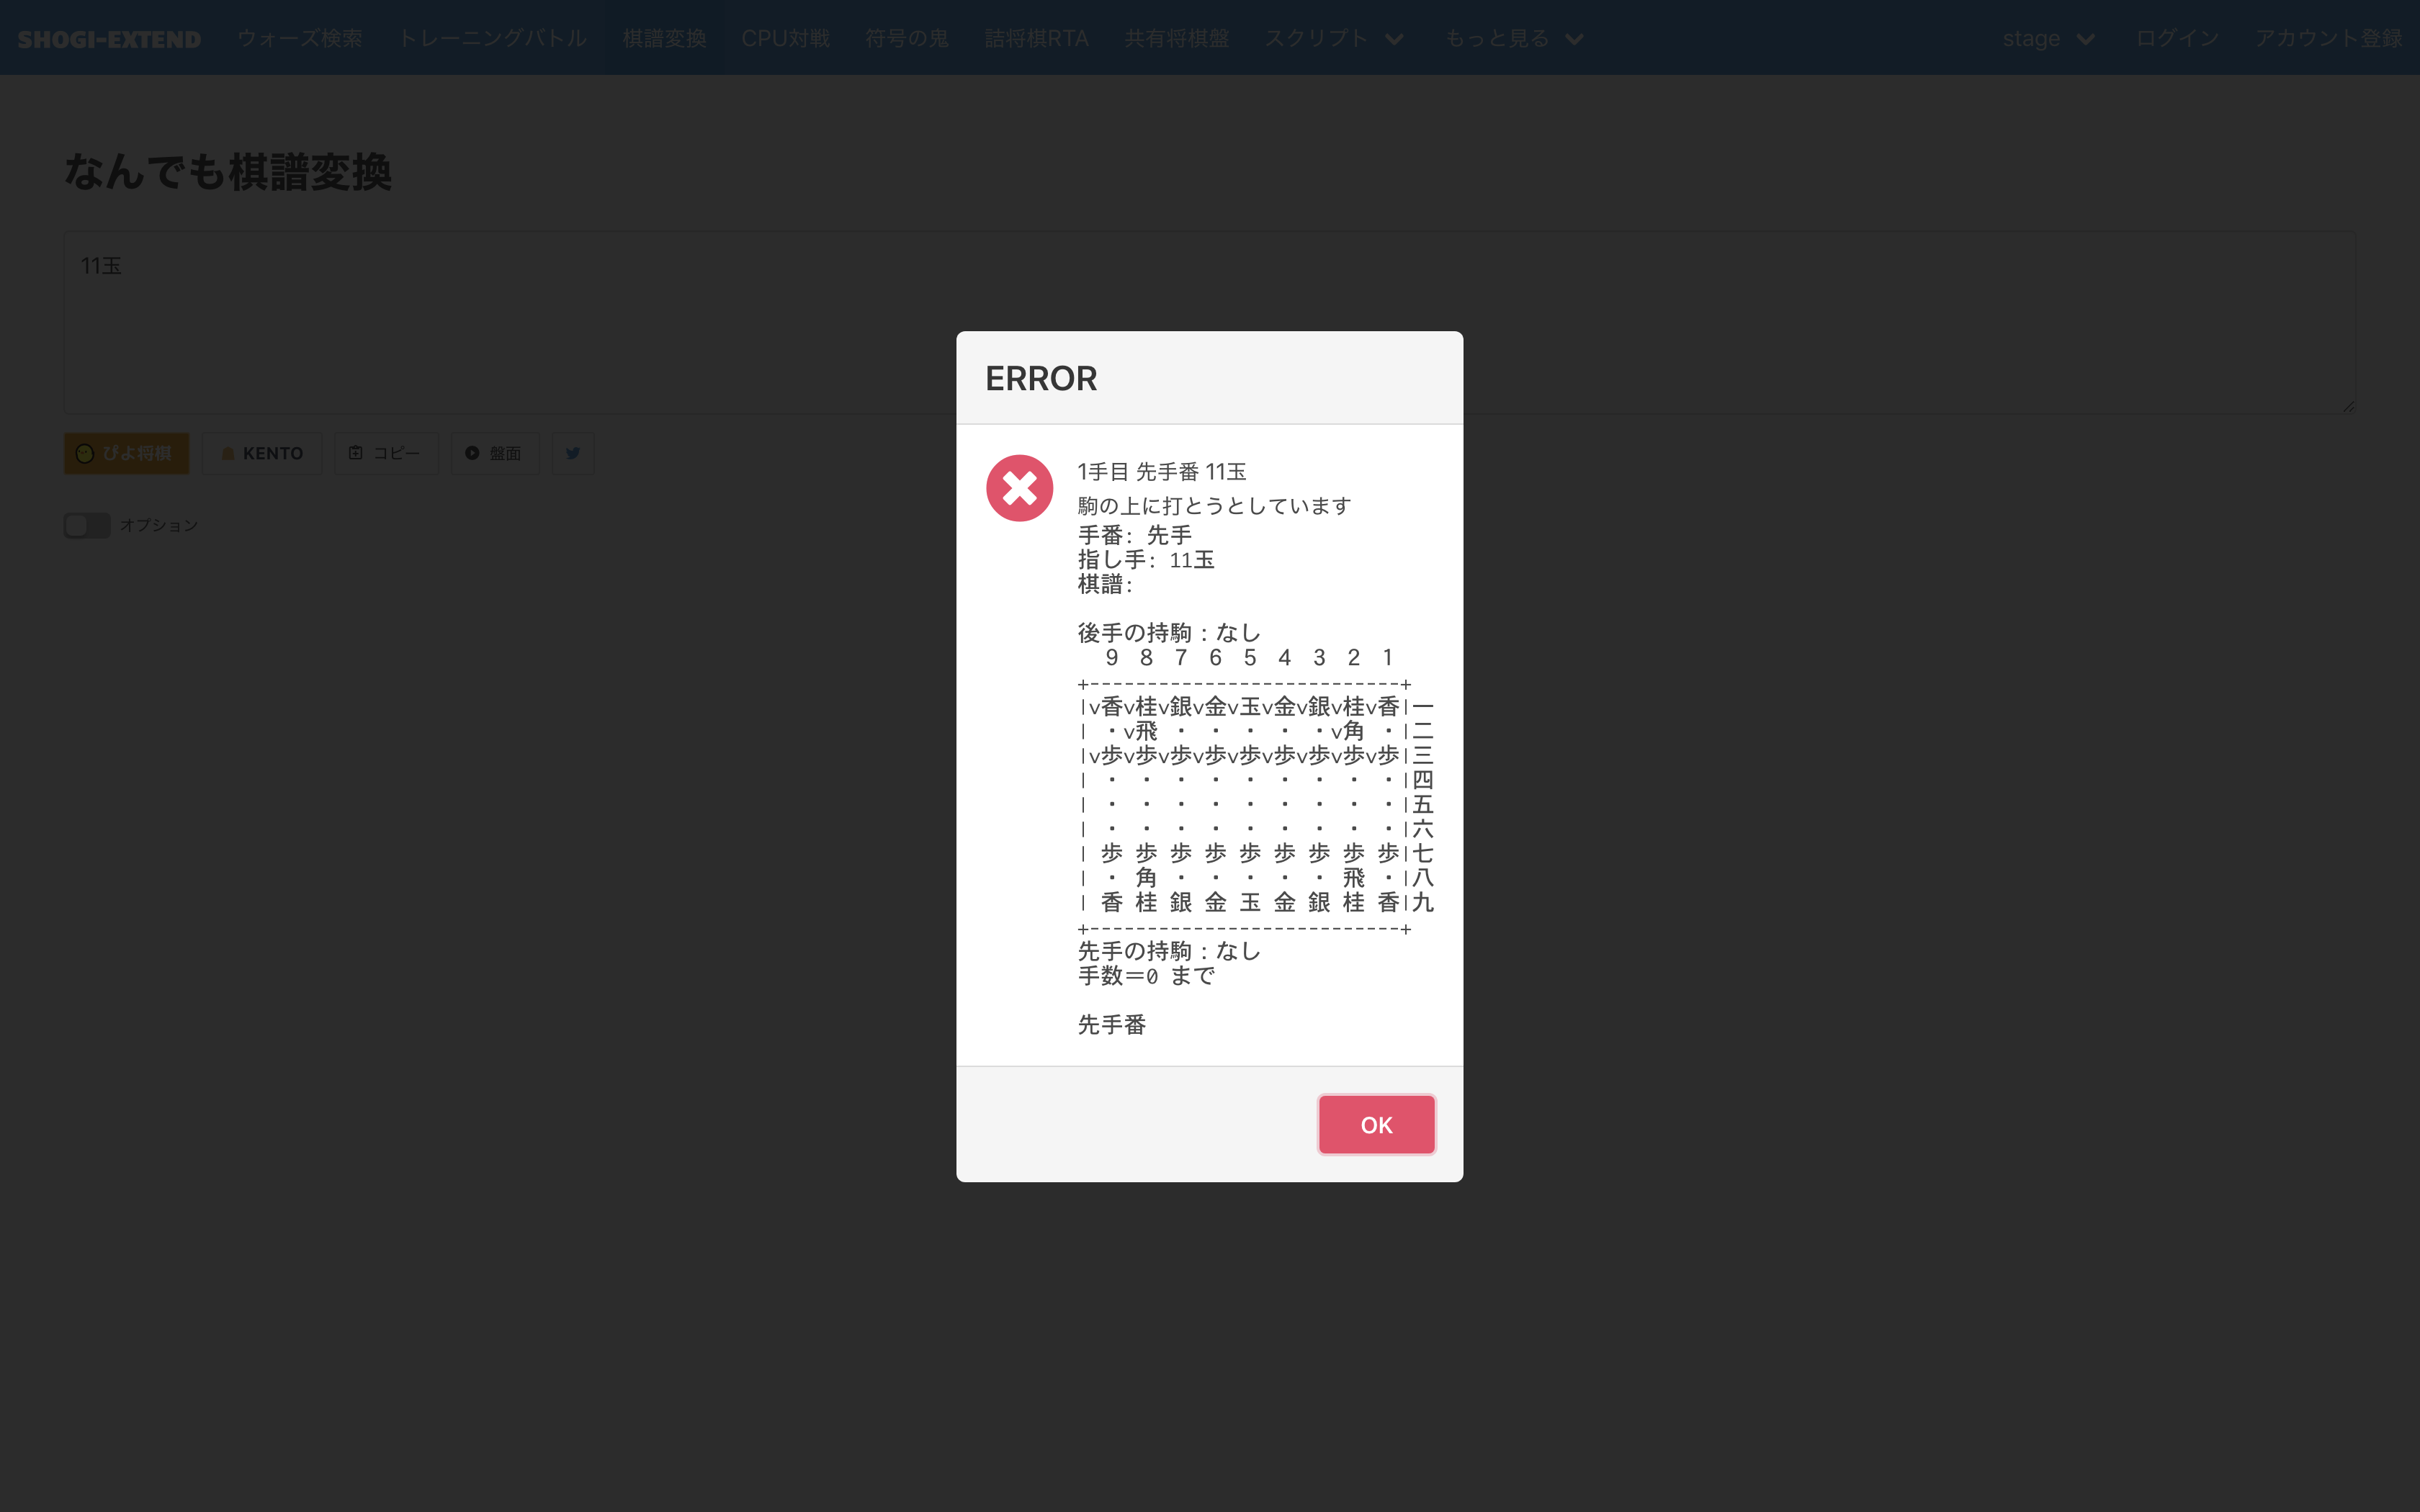 SHOGI-EXTEND ウォーズ検索 トレーニングバトル 棋譜変換 CPU対戦 符号の鬼 詰将棋RTA 共有将棋盤 スクリプト もっと見る stage ログイン アカウント登録
なんでも棋譜変換
11玉
ぴよ将棋 KENTO コピー 盤面
オプション
ERROR
1手目 先手番 11玉
駒の上に打とうとしています
手番: 先手
指し手: 11玉
棋譜:
後手の持駒：なし
  9  8  7  6  5  4  3  2  1
+---------------------------+
|v香v桂v銀v金v玉v金v銀v桂v香|一
| ・v飛 ・ ・ ・ ・ ・v角 ・|二
|v歩v歩v歩v歩v歩v歩v歩v歩v歩|三
| ・ ・ ・ ・ ・ ・ ・ ・ ・|四
| ・ ・ ・ ・ ・ ・ ・ ・ ・|五
| ・ ・ ・ ・ ・ ・ ・ ・ ・|六
| 歩 歩 歩 歩 歩 歩 歩 歩 歩|七
| ・ 角 ・ ・ ・ ・ ・ 飛 ・|八
| 香 桂 銀 金 玉 金 銀 桂 香|九
+---------------------------+
先手の持駒：なし
手数＝0 まで
先手番
OK